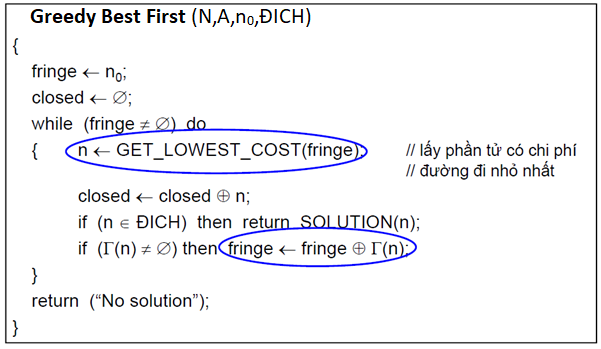 Greedy Best First (N,A,n₀,ĐICH)
{
fringe ← n₀;
closed ← ∅;
while (fringe ≠ ∅) do
{ n ← GET_LOWEST_COST(fringe); // lấy phần tử có chi phí
// đường đi nhỏ nhất
closed ← closed ⊕ n;
if (n ∈ ĐICH) then return SOLUTION(n);
if (Γ(n) ≠ ∅) then fringe ← fringe ⊕ Γ(n);
}
return ("No solution");
}